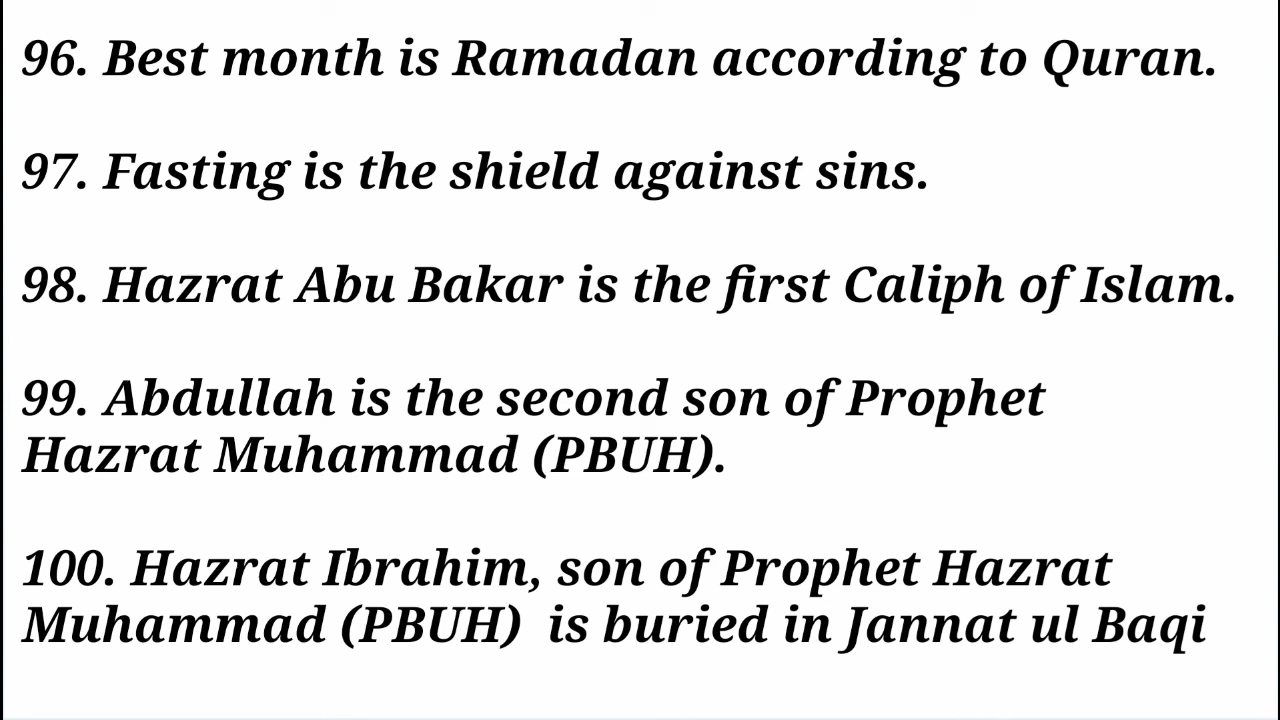 96. Best month is Ramadan according to Quran.
97. Fasting is the shield against sins.
98. Hazrat Abu Bakar is the first Caliph of Islam.
99. Abdullah is the second son of Prophet
Hazrat Muhammad (PBUH).
100. Hazrat Ibrahim, son of Prophet Hazrat
Muhammad (PBUH)  is buried in Jannat ul Baqi